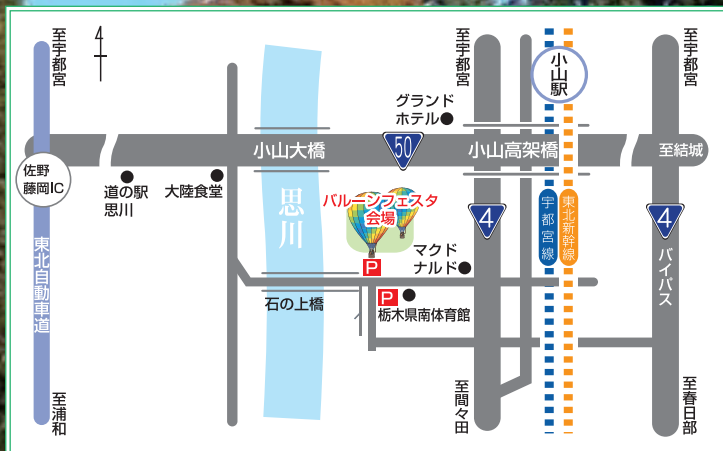 至宇都宮
4
至宇都宮
至宇都宮
小山駅
グランド
ホテル
小山大橋
50
小山高架橋
至結城
佐野
藤岡IC
道の駅
思川
大陸食堂
思川
バルーンフェスタ
会場
4
宇都宮線
東北新幹線
4
バイパス
マクド
ナルド
P
東北自動車道
石の上橋
P
栃木県南体育館
至浦和
至間々田
至春日部